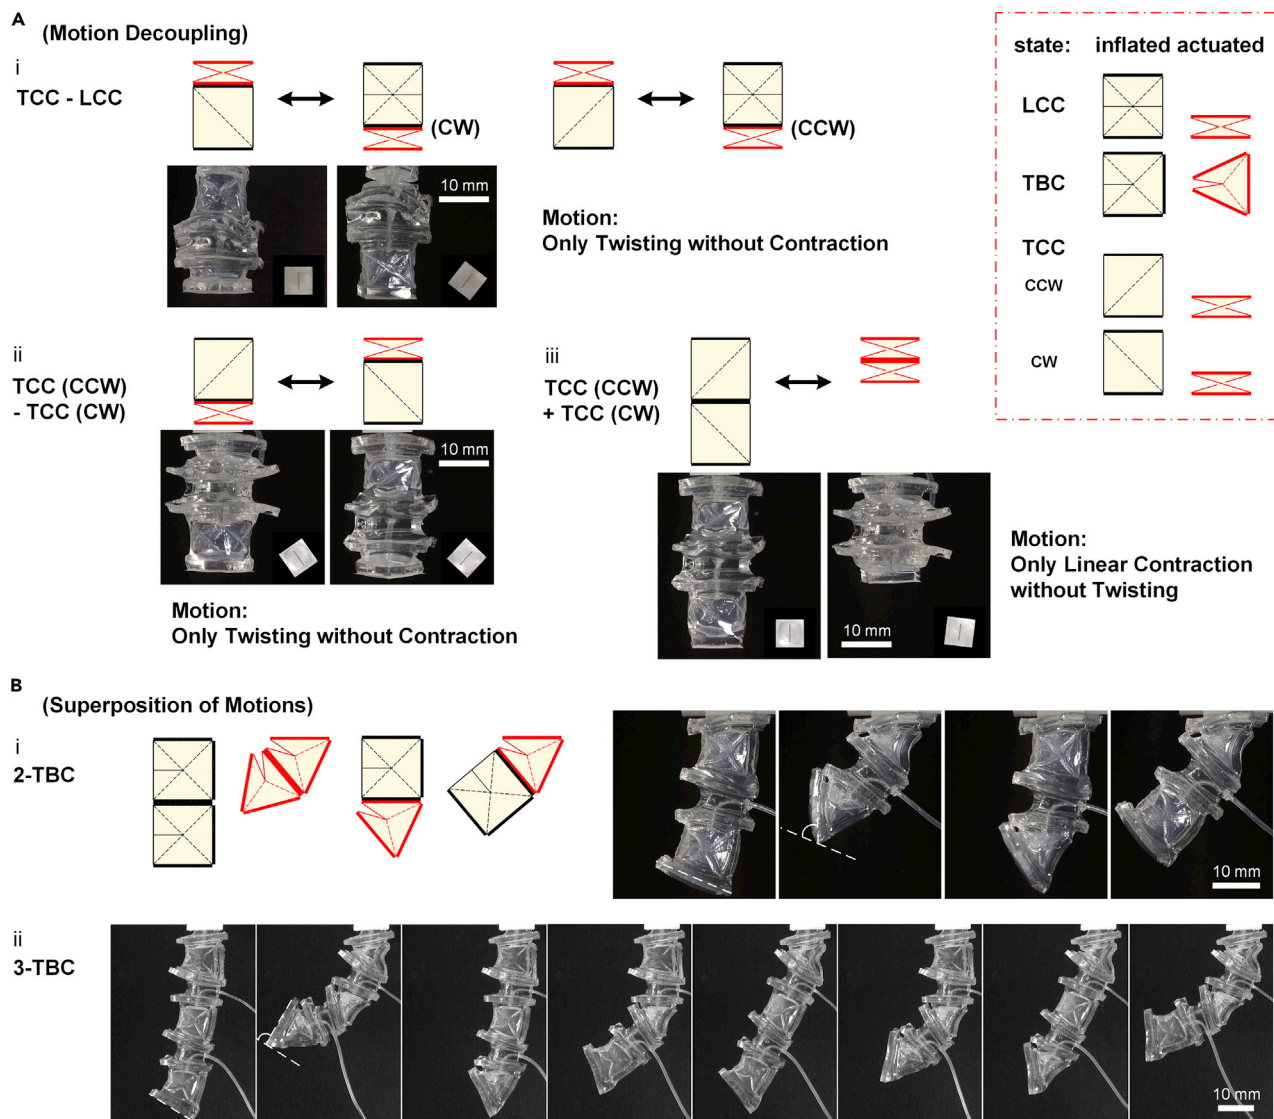 A
(Motion Decoupling)
i
TCC - LCC
(CW)
(CCW)
10 mm
Motion:
Only Twisting without Contraction
state: inflated actuated
LCC
TBC
TCC
CCW
CW
ii
TCC (CCW)
- TCC (CW)
10 mm
Motion:
Only Twisting without Contraction
iii
TCC (CCW)
+ TCC (CW)
10 mm
Motion:
Only Linear Contraction
without Twisting
B
(Superposition of Motions)
i
2-TBC
10 mm
ii
3-TBC
10 mm